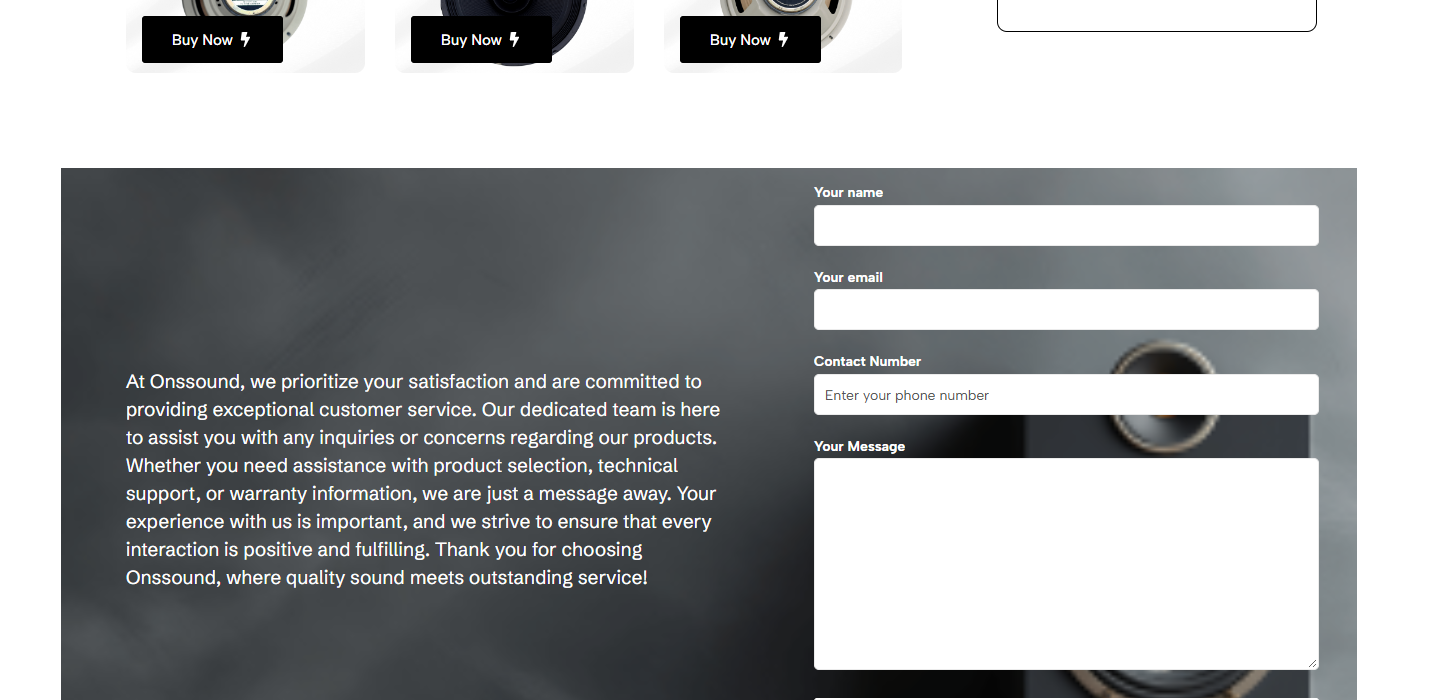 Buy Now
Buy Now
Buy Now
At Onssound, we prioritize your satisfaction and are committed to
providing exceptional customer service. Our dedicated team is here
to assist you with any inquiries or concerns regarding our products.
Whether you need assistance with product selection, technical
support, or warranty information, we are just a message away. Your
experience with us is important, and we strive to ensure that every
interaction is positive and fulfilling. Thank you for choosing
Onssound, where quality sound meets outstanding service!
Your name
Your email
Contact Number
Enter your phone number
Your Message